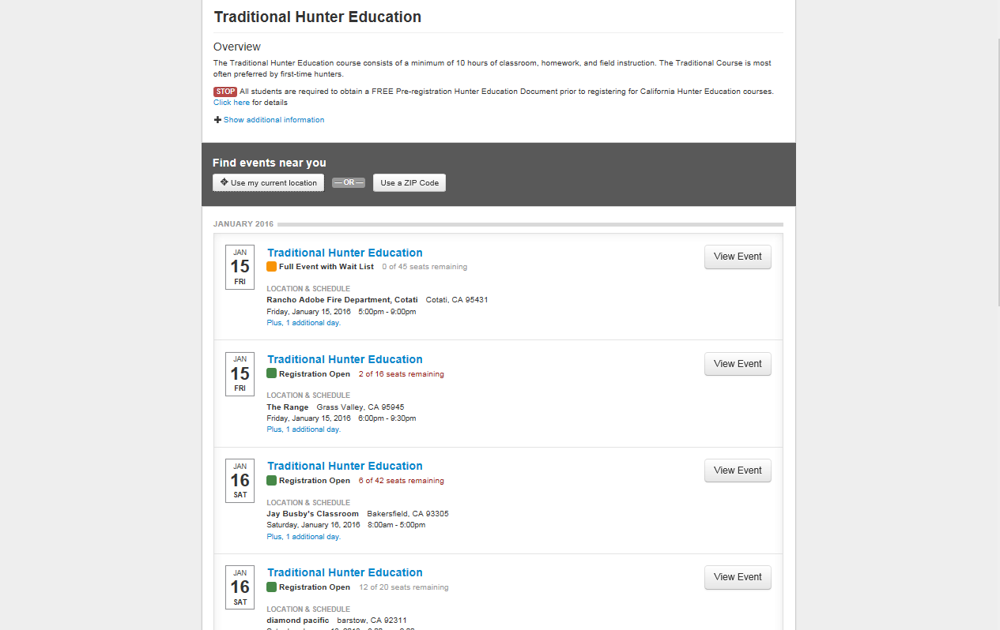 Traditional Hunter Education
Overview
The Traditional Hunter Education course consists of a minimum of 10 hours of classroom, homework, and field instruction. The Traditional Course is most
often preferred by first-time hunters.
STOP All students are required to obtain a FREE Pre-registration Hunter Education Document prior to registering for California Hunter Education courses.
Click here for details
Show additional information
Find events near you
Use my current location — OR — Use a ZIP Code
JANUARY 2016
JAN
15
FRI
Traditional Hunter Education
Full Event with Wait List 0 of 45 seats remaining
LOCATION & SCHEDULE
Rancho Adobe Fire Department, Cotati Cotati, CA 95431
Friday, January 15, 2016 5:00pm - 9:00pm
Plus, 1 additional day.
View Event
JAN
15
FRI
Traditional Hunter Education
Registration Open 2 of 16 seats remaining
LOCATION & SCHEDULE
The Range Grass Valley, CA 95945
Friday, January 15, 2016 6:00pm - 9:30pm
Plus, 1 additional day.
View Event
JAN
16
SAT
Traditional Hunter Education
Registration Open 6 of 42 seats remaining
LOCATION & SCHEDULE
Jay Busby's Classroom Bakersfield, CA 93305
Saturday, January 16, 2016 8:00am - 5:00pm
Plus, 1 additional day.
View Event
JAN
16
SAT
Traditional Hunter Education
Registration Open 12 of 20 seats remaining
LOCATION & SCHEDULE
diamond pacific barstow, CA 92311
View Event